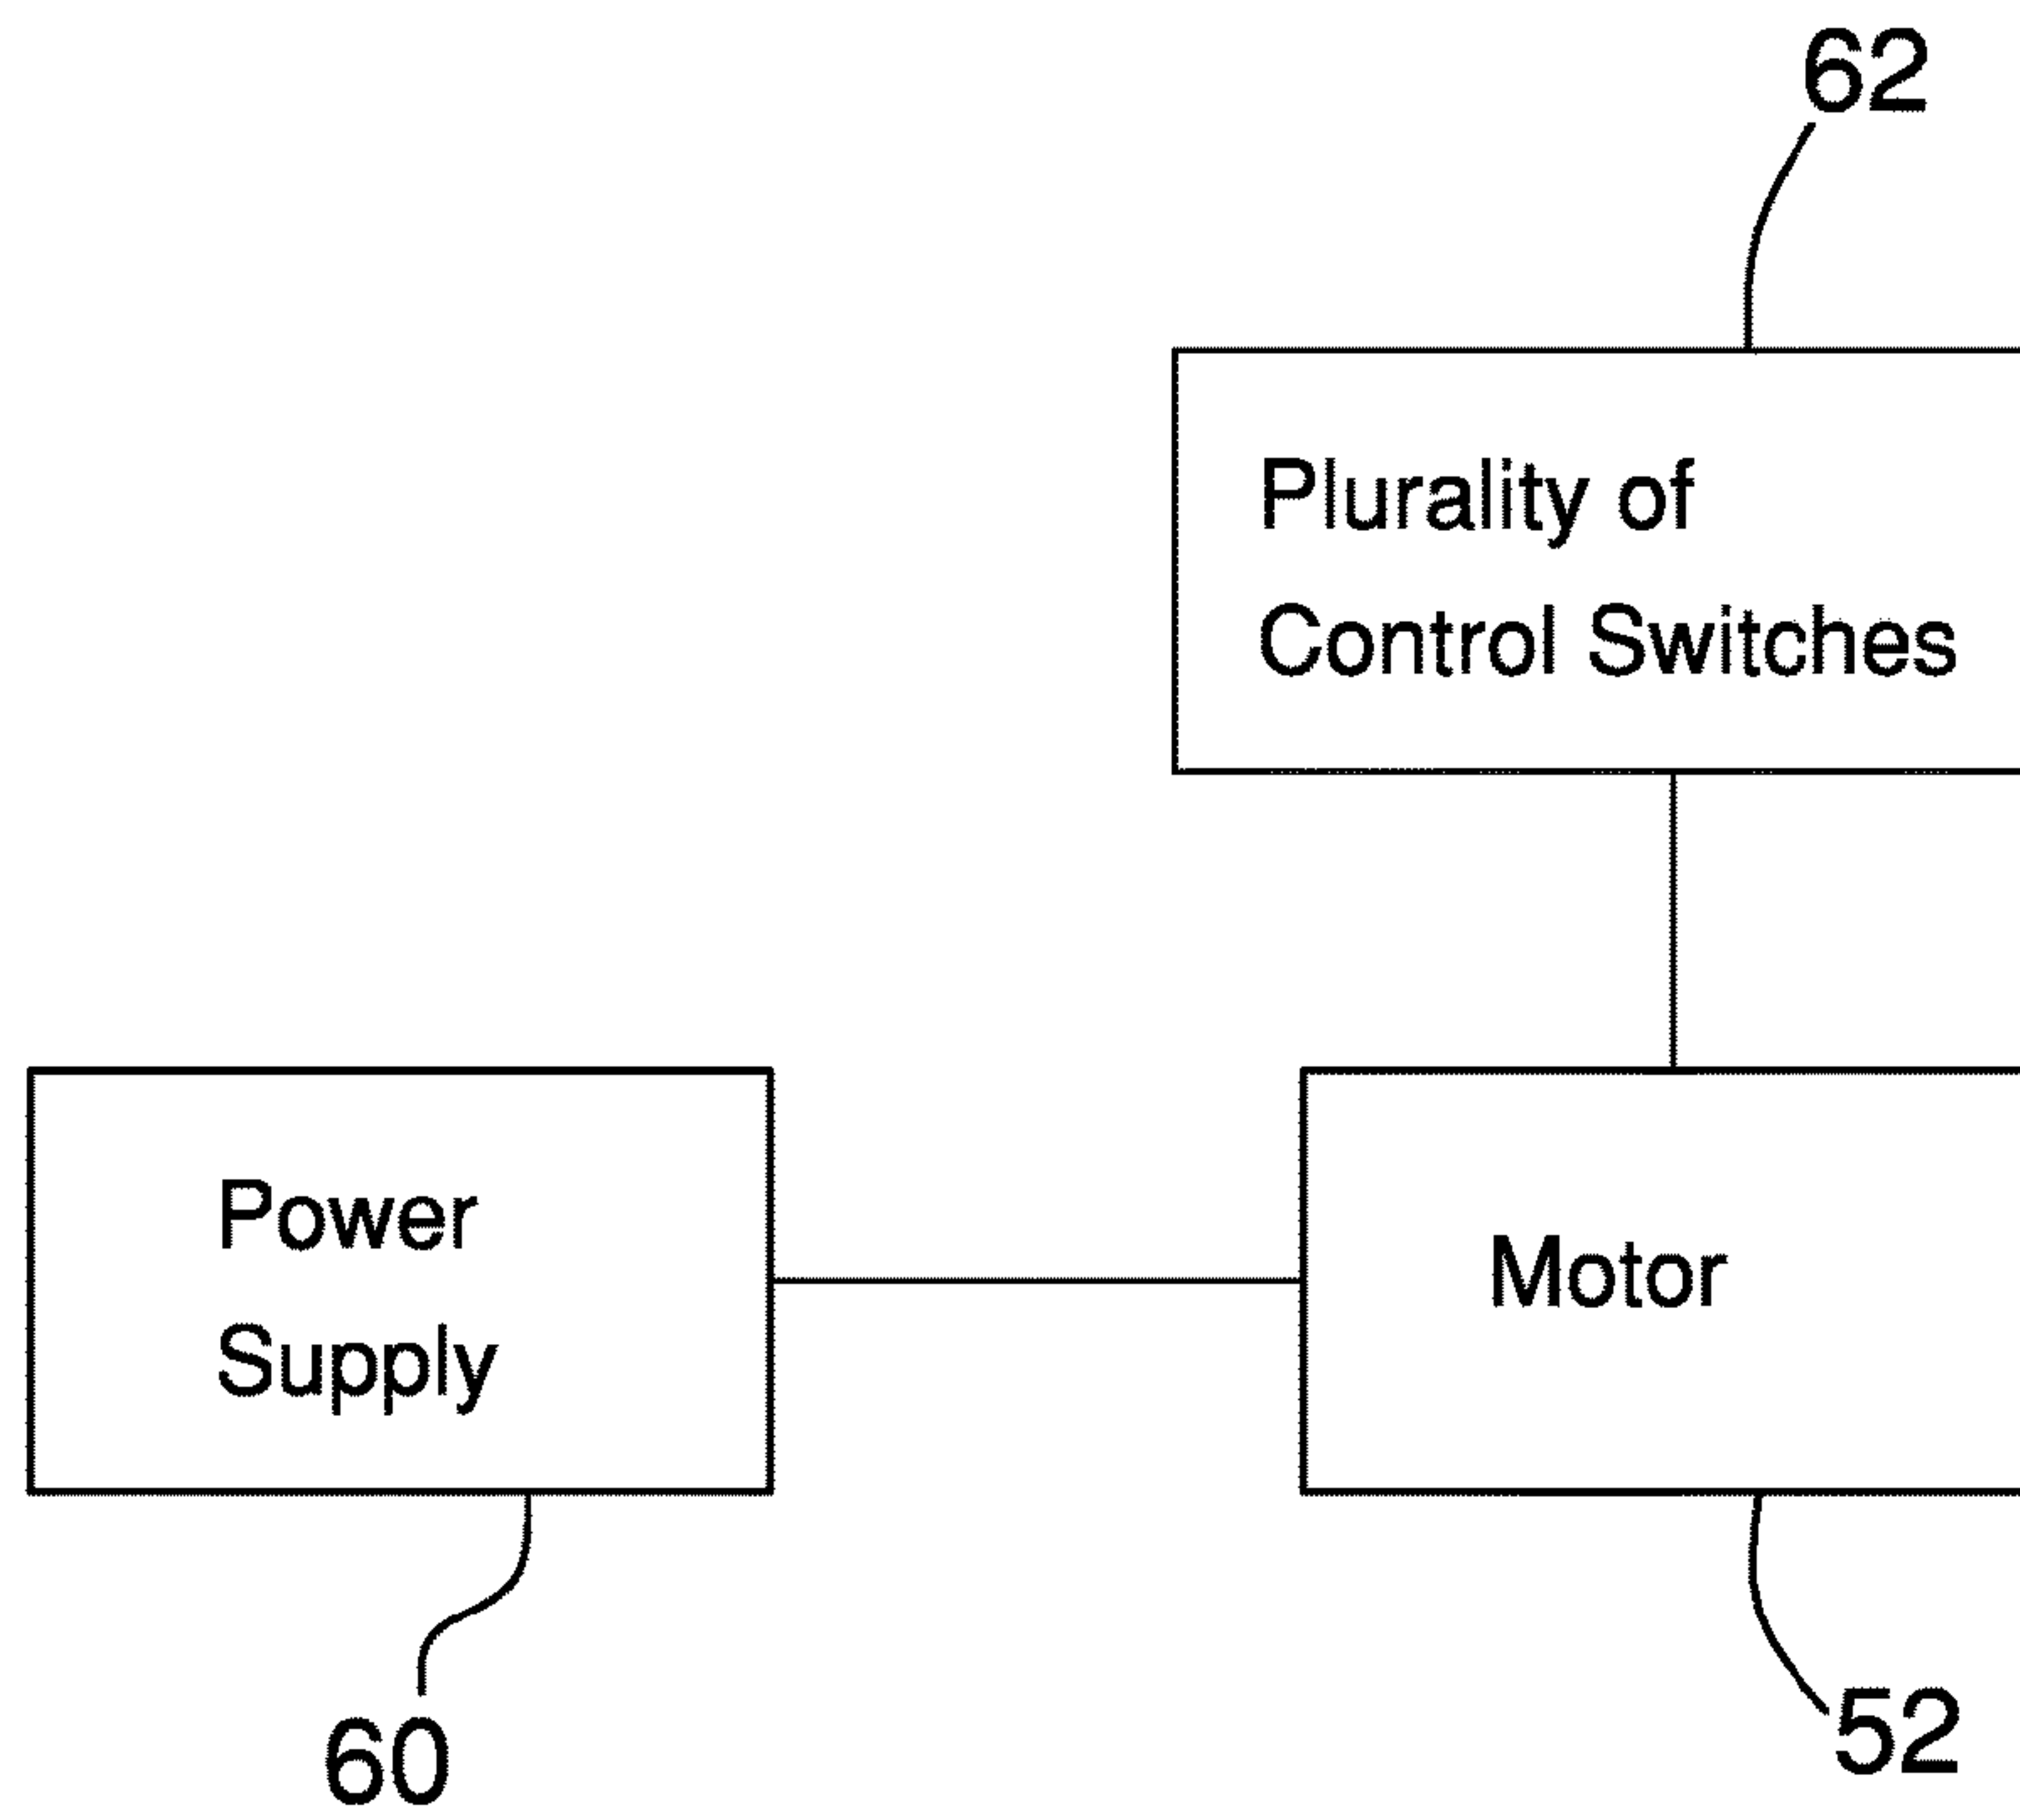 62
Plurality of
Control Switches
Power
Supply
Motor
60
52